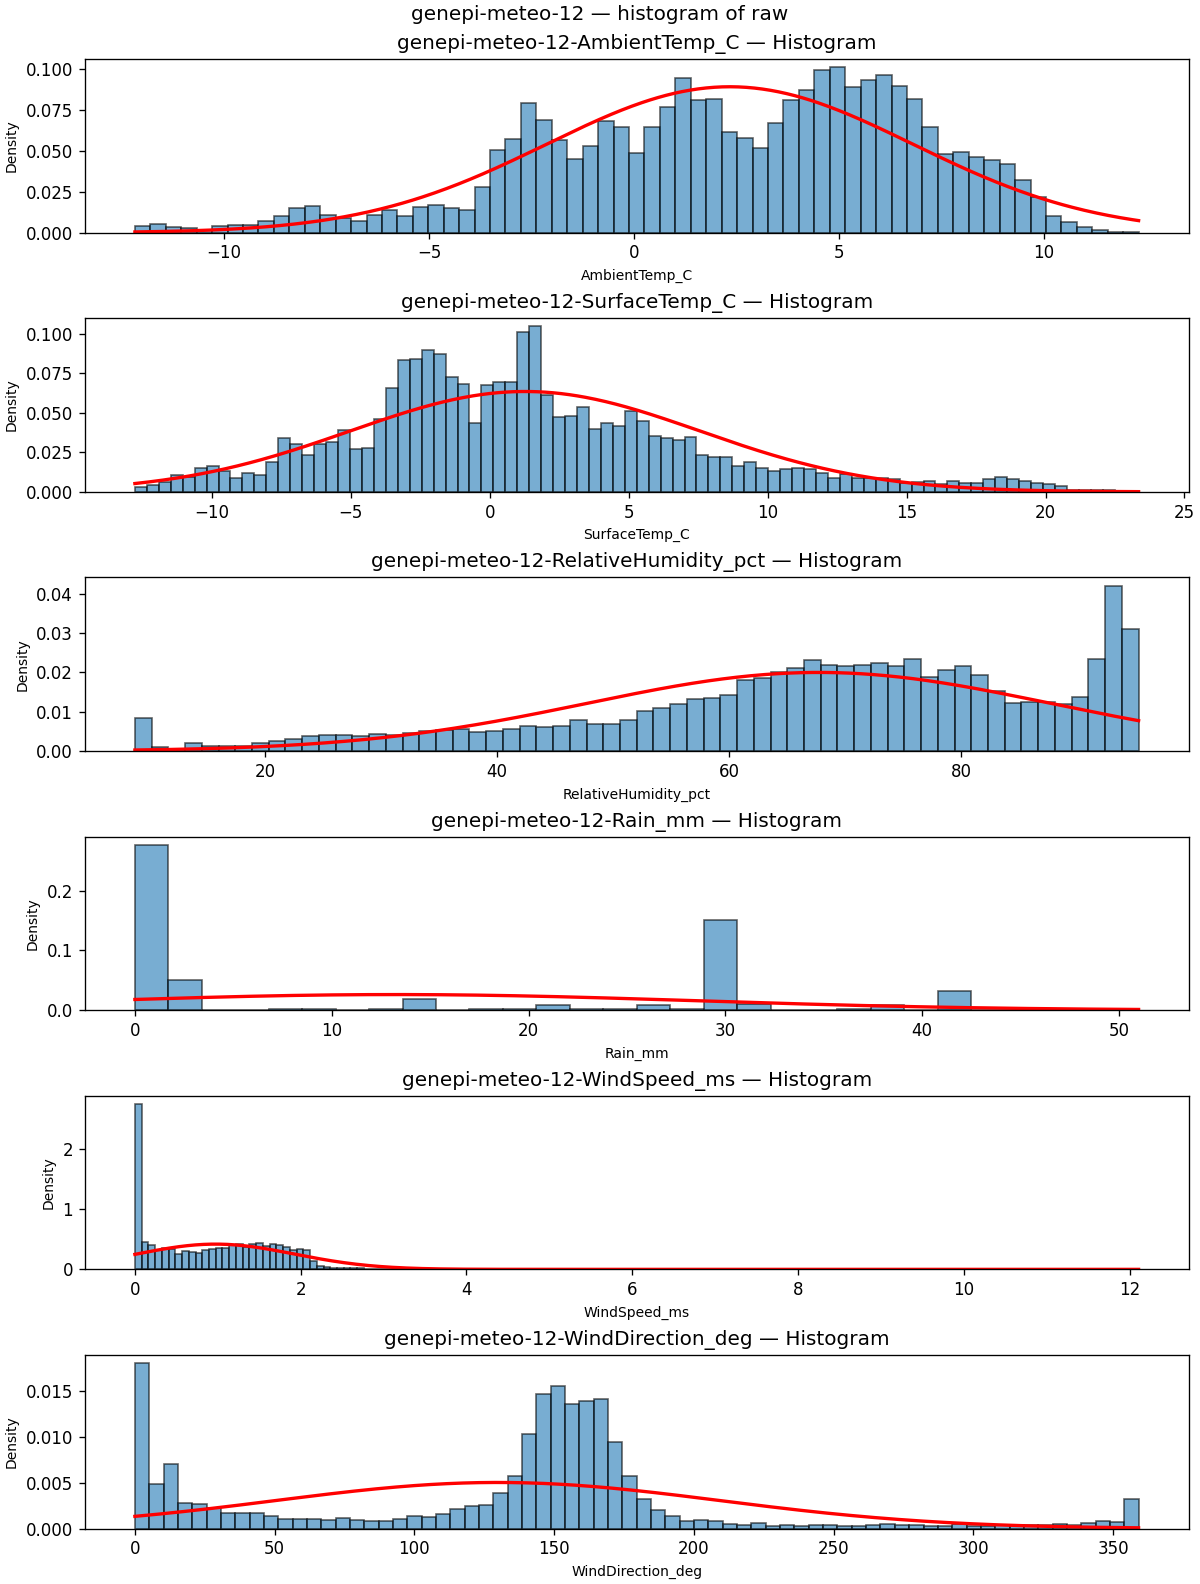 genepi-meteo-12 — histogram of raw
genepi-meteo-12-AmbientTemp_C — Histogram
0.100
0.075
0.050
0.025
0.000
Density
−10 −5 0 5 10
AmbientTemp_C
genepi-meteo-12-SurfaceTemp_C — Histogram
0.100
0.075
0.050
0.025
0.000
Density
−10 −5 0 5 10 15 20 25
SurfaceTemp_C
genepi-meteo-12-RelativeHumidity_pct — Histogram
0.04
0.03
0.02
0.01
0.00
Density
20 40 60 80
RelativeHumidity_pct
genepi-meteo-12-Rain_mm — Histogram
0.2
0.1
0.0
Density
0 10 20 30 40 50
Rain_mm
genepi-meteo-12-WindSpeed_ms — Histogram
2
1
0
Density
0 2 4 6 8 10 12
WindSpeed_ms
genepi-meteo-12-WindDirection_deg — Histogram
0.015
0.010
0.005
0.000
Density
0 50 100 150 200 250 300 350
WindDirection_deg